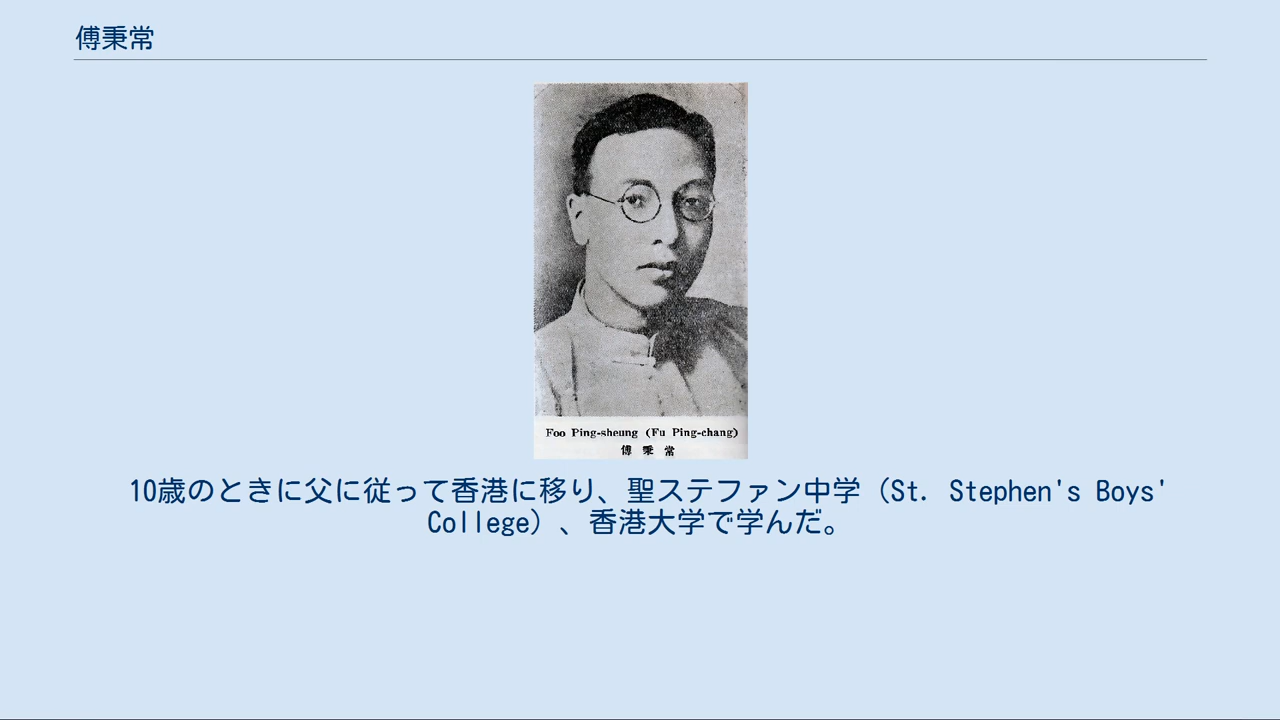 傅秉常
Foo Ping-sheung (Fu Ping-chang)
傅 秉 常
10歳のときに父に従って香港に移り、聖ステファン中学（St. Stephen's Boys'
College）、香港大学で学んだ。